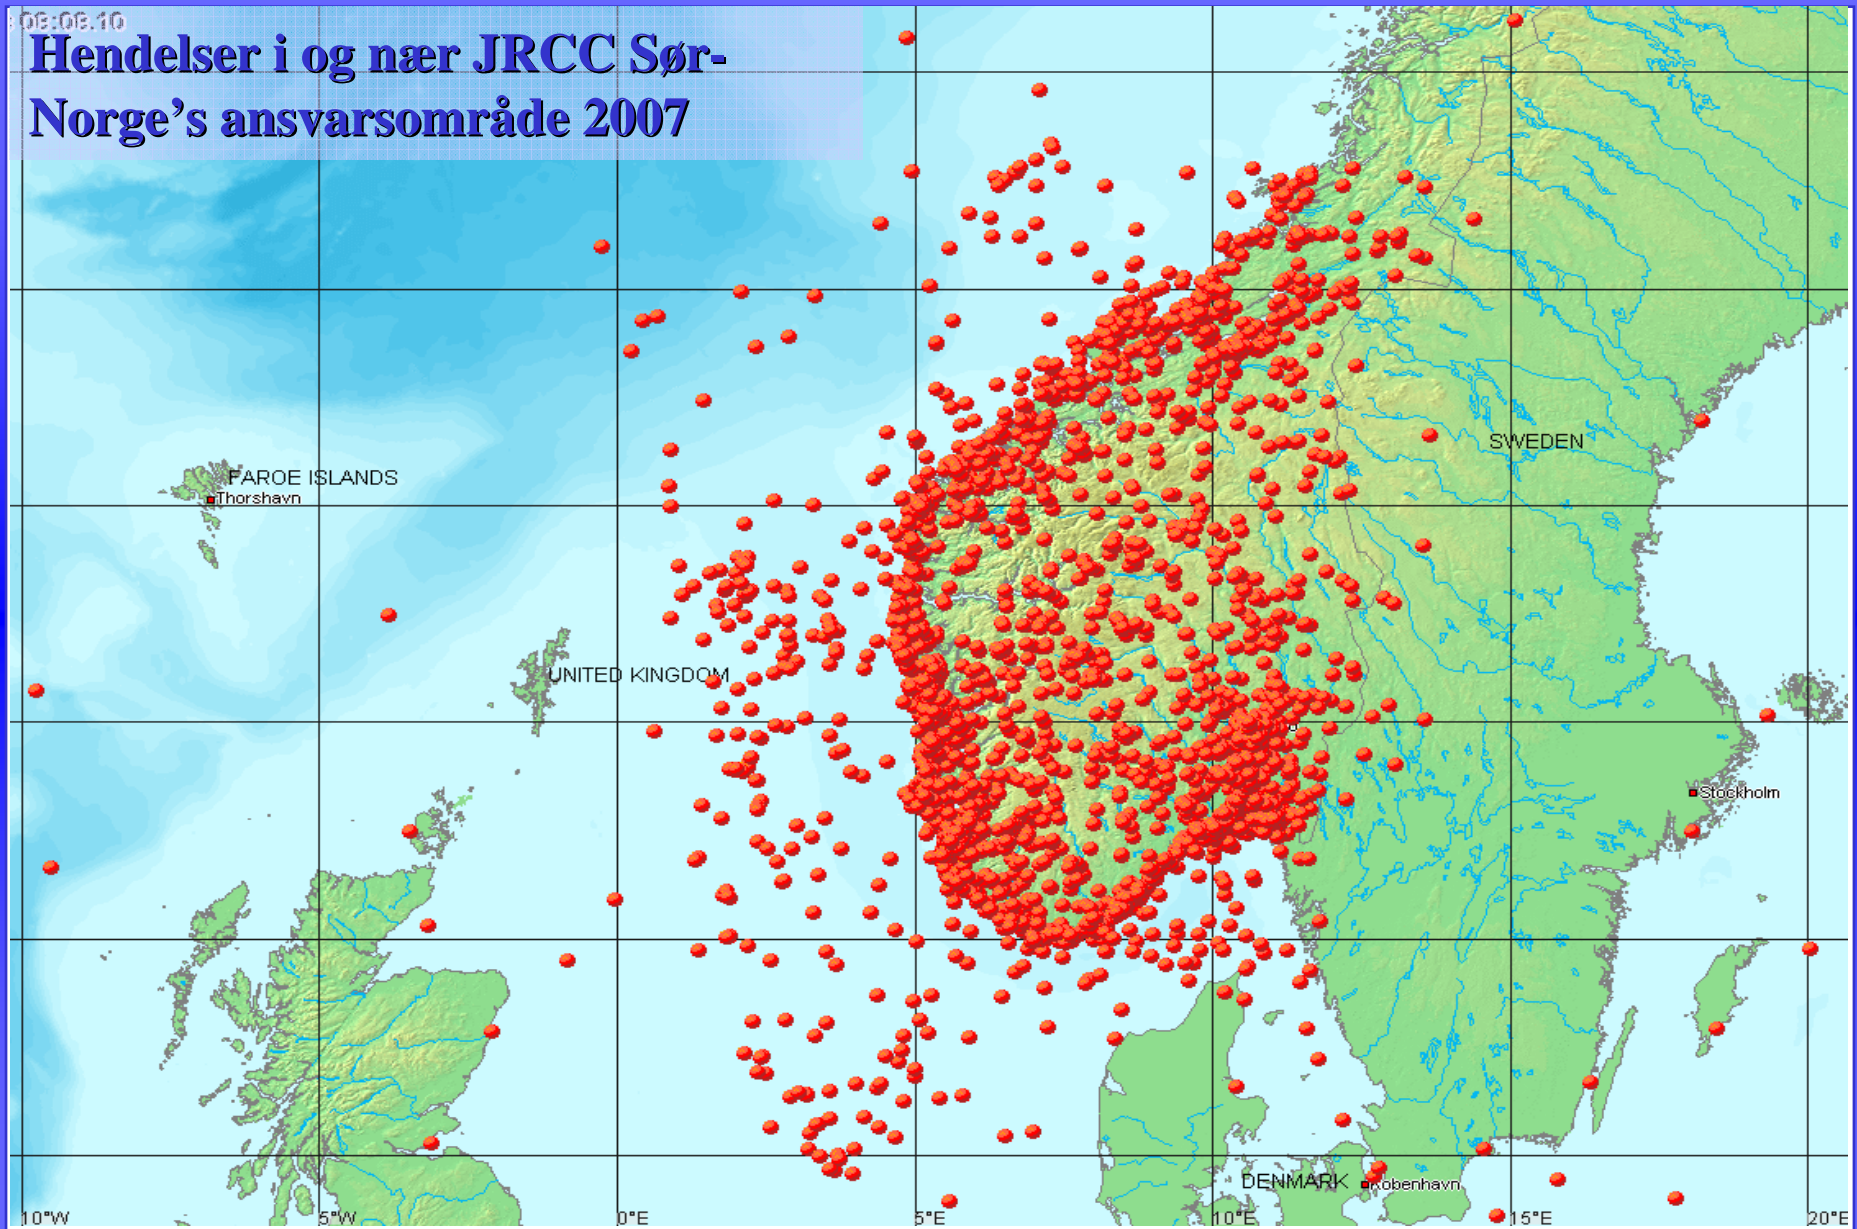 08:08.10
Hendelser i og nær JRCC Sør-
Norge’s ansvarsområde 2007
SWEDEN
FAROE ISLANDS
Thorshavn
UNITED KINGDOM
Stockholm
DENMARK
København
10°W
5°W
0°E
5°E
10°E
15°E
20°E